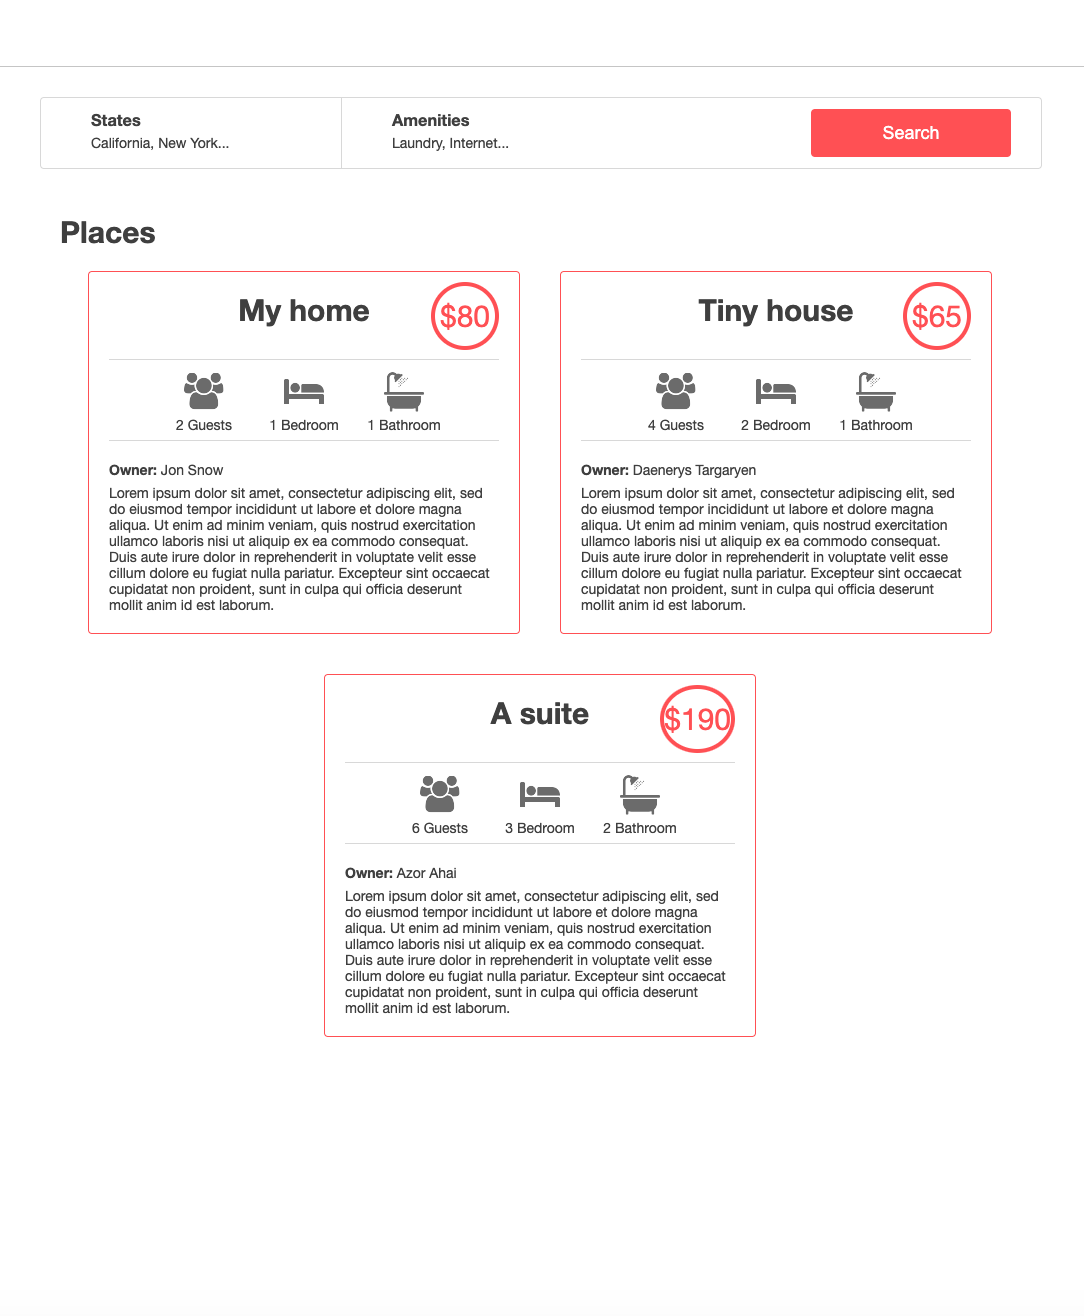 States
California, New York...
Amenities
Laundry, Internet...
Search
Places
My home
$80
2 Guests
1 Bedroom
1 Bathroom
Owner: Jon Snow
Lorem ipsum dolor sit amet, consectetur adipiscing elit, sed
do eiusmod tempor incididunt ut labore et dolore magna
aliqua. Ut enim ad minim veniam, quis nostrud exercitation
ullamco laboris nisi ut aliquip ex ea commodo consequat.
Duis aute irure dolor in reprehenderit in voluptate velit esse
cillum dolore eu fugiat nulla pariatur. Excepteur sint occaecat
cupidatat non proident, sunt in culpa qui officia deserunt
mollit anim id est laborum.
Tiny house
$65
4 Guests
2 Bedroom
1 Bathroom
Owner: Daenerys Targaryen
Lorem ipsum dolor sit amet, consectetur adipiscing elit, sed
do eiusmod tempor incididunt ut labore et dolore magna
aliqua. Ut enim ad minim veniam, quis nostrud exercitation
ullamco laboris nisi ut aliquip ex ea commodo consequat.
Duis aute irure dolor in reprehenderit in voluptate velit esse
cillum dolore eu fugiat nulla pariatur. Excepteur sint occaecat
cupidatat non proident, sunt in culpa qui officia deserunt
mollit anim id est laborum.
A suite
$190
6 Guests
3 Bedroom
2 Bathroom
Owner: Azor Ahai
Lorem ipsum dolor sit amet, consectetur adipiscing elit, sed
do eiusmod tempor incididunt ut labore et dolore magna
aliqua. Ut enim ad minim veniam, quis nostrud exercitation
ullamco laboris nisi ut aliquip ex ea commodo consequat.
Duis aute irure dolor in reprehenderit in voluptate velit esse
cillum dolore eu fugiat nulla pariatur. Excepteur sint occaecat
cupidatat non proident, sunt in culpa qui officia deserunt
mollit anim id est laborum.